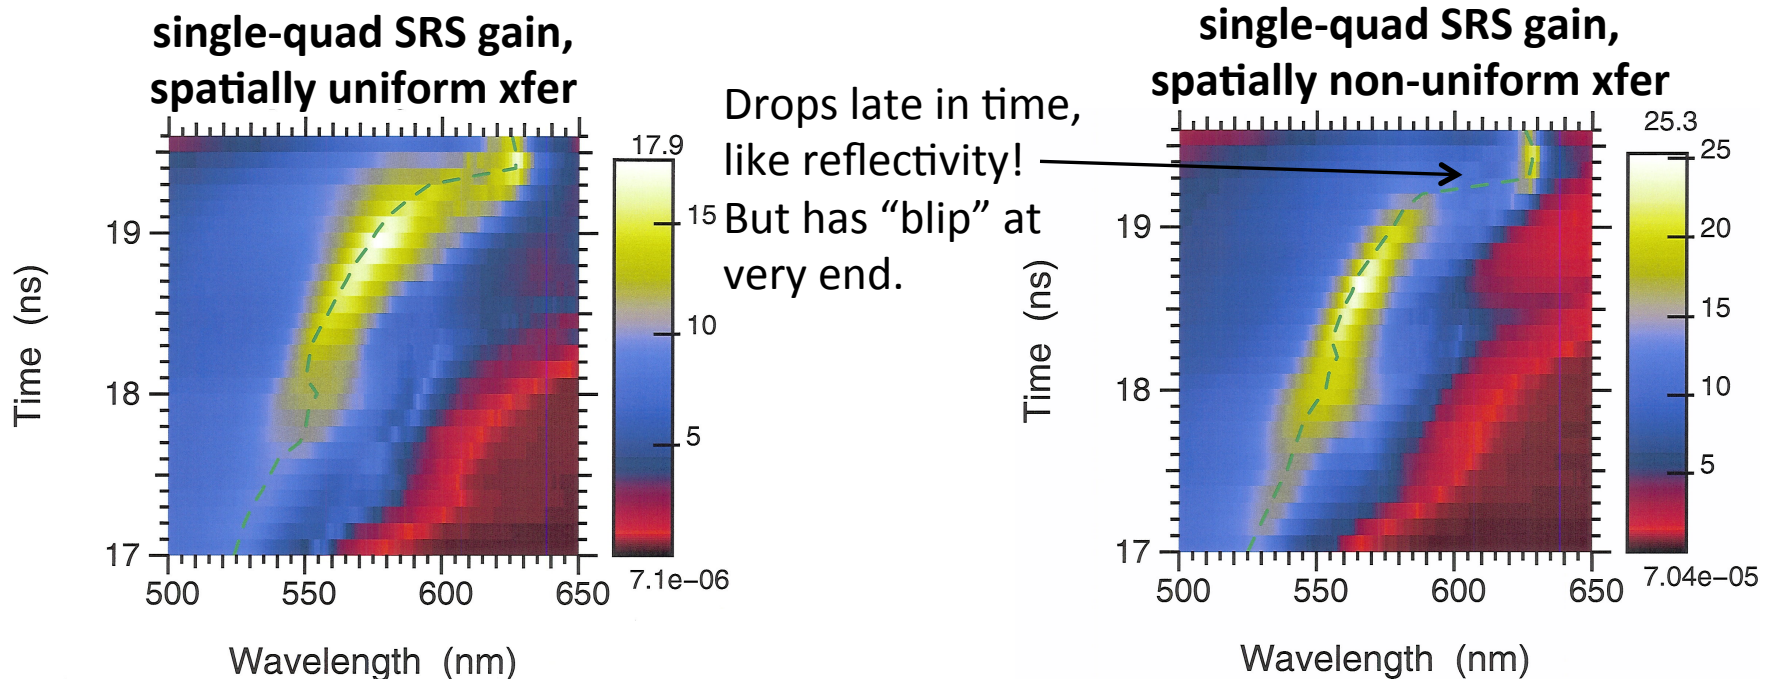 single-quad SRS gain,
spatially uniform xfer
17.9
15
10
5
7.1e−06
19
18
17
Time (ns)
500 550 600 650
Wavelength (nm)
Drops late in time,
like reflectivity!
But has “blip” at
very end.
single-quad SRS gain,
spatially non-uniform xfer
25.3
25
20
15
10
5
7.04e−05
19
18
17
Time (ns)
500 550 600 650
Wavelength (nm)